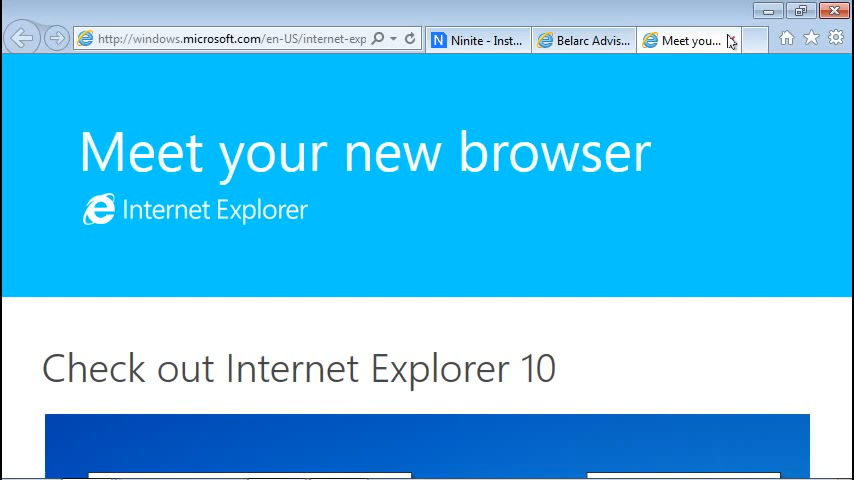 http://windows.microsoft.com/en-US/internet-exp
Ninite - Inst...
Belarc Advis...
Meet you...
Meet your new browser
Internet Explorer
Check out Internet Explorer 10